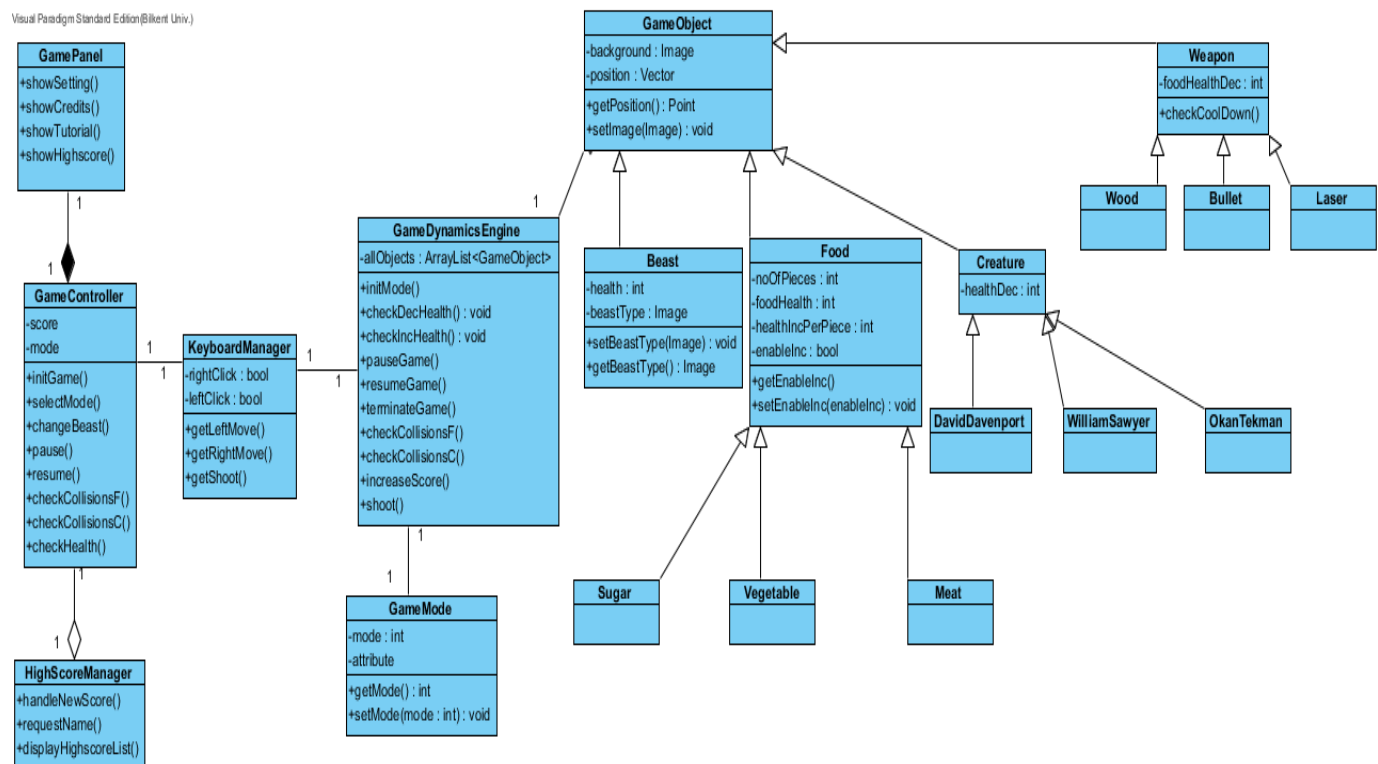 Visual Paradigm Standard Edition(Bilkent Univ.)
GamePanel
+showSetting()
+showCredits()
+showTutorial()
+showHighscore()
1
1
GameController
-score
-mode
+initGame()
+selectMode()
+changeBeast()
+pause()
+resume()
+checkCollisionsF()
+checkCollisionsC()
+checkHealth()
1
1
HighScoreManager
+handleNewScore()
+requestName()
+displayHighscoreList()
1
1
KeyboardManager
-rightClick : bool
-leftClick : bool
+getLeftMove()
+getRightMove()
+getShoot()
1
1
GameDynamicsEngine
-allObjects : ArrayList<GameObject>
+initMode()
+checkDecHealth() : void
+checkIncHealth() : void
+pauseGame()
+resumeGame()
+terminateGame()
+checkCollisionsF()
+checkCollisionsC()
+increaseScore()
+shoot()
1
1
1
GameMode
-mode : int
-attribute
+getMode() : int
+setMode(mode : int) : void
GameObject
-background : Image
-position : Vector
+getPosition() : Point
+setImage(Image) : void
*
Beast
-health : int
-beastType : Image
+setBeastType(Image) : void
+getBeastType() : Image
Food
-noOfPieces : int
-foodHealth : int
-healthIncPerPiece : int
-enableInc : bool
+getEnableInc()
+setEnableInc(enableInc) : void
Creature
-healthDec : int
Weapon
-foodHealthDec : int
+checkCoolDown()
Wood
Bullet
Laser
DavidDavenport
WilliamSawyer
OkanTekman
Sugar
Vegetable
Meat